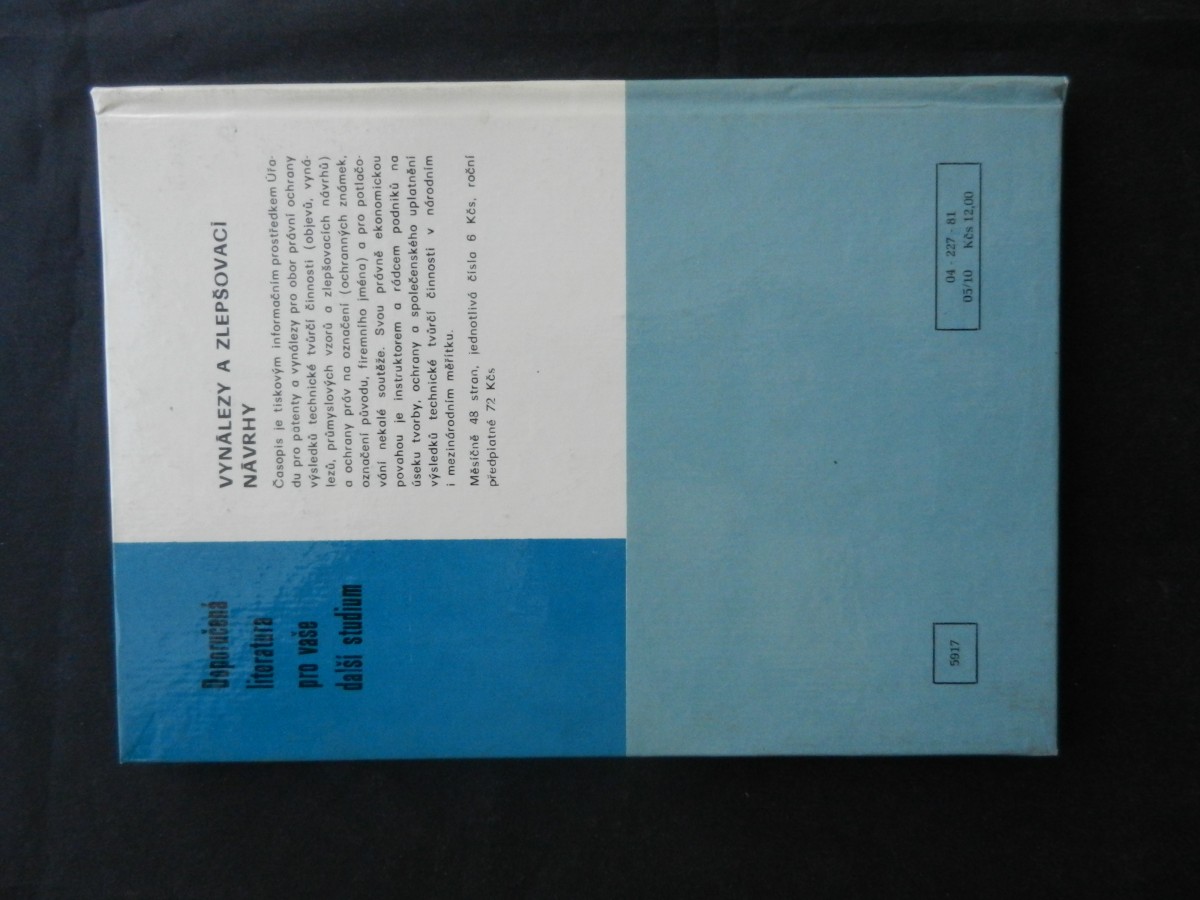 Doporučená
literatura
pro vaše
další studium
VYNÁLEZY A ZLEPŠOVACÍ
NÁVRHY
Časopis je tiskovým informačním prostředkem Úřa-
du pro patenty a vynálezy pro obor právní ochrany
výsledků technické tvůrčí činnosti (objevů, vyná-
lezů, průmyslových vzorů a zlepšovacích návrhů)
a ochrany práv na označení (ochranných známek,
označení původu, firemního jména) a pro potlačo-
vání nekalé soutěže. Svou právně ekonomickou
povahou je instruktorem a rádcem podniků na
úseku tvorby, ochrany a společenského uplatnění
výsledků technické tvůrčí činnosti v národním
i mezinárodním měřítku.
Měsíčně 48 stran, jednotlivá čísla 6 Kčs, roční
předplatné 72 Kčs
5917
04 - 227 - 81
05/10 Kčs 12,00